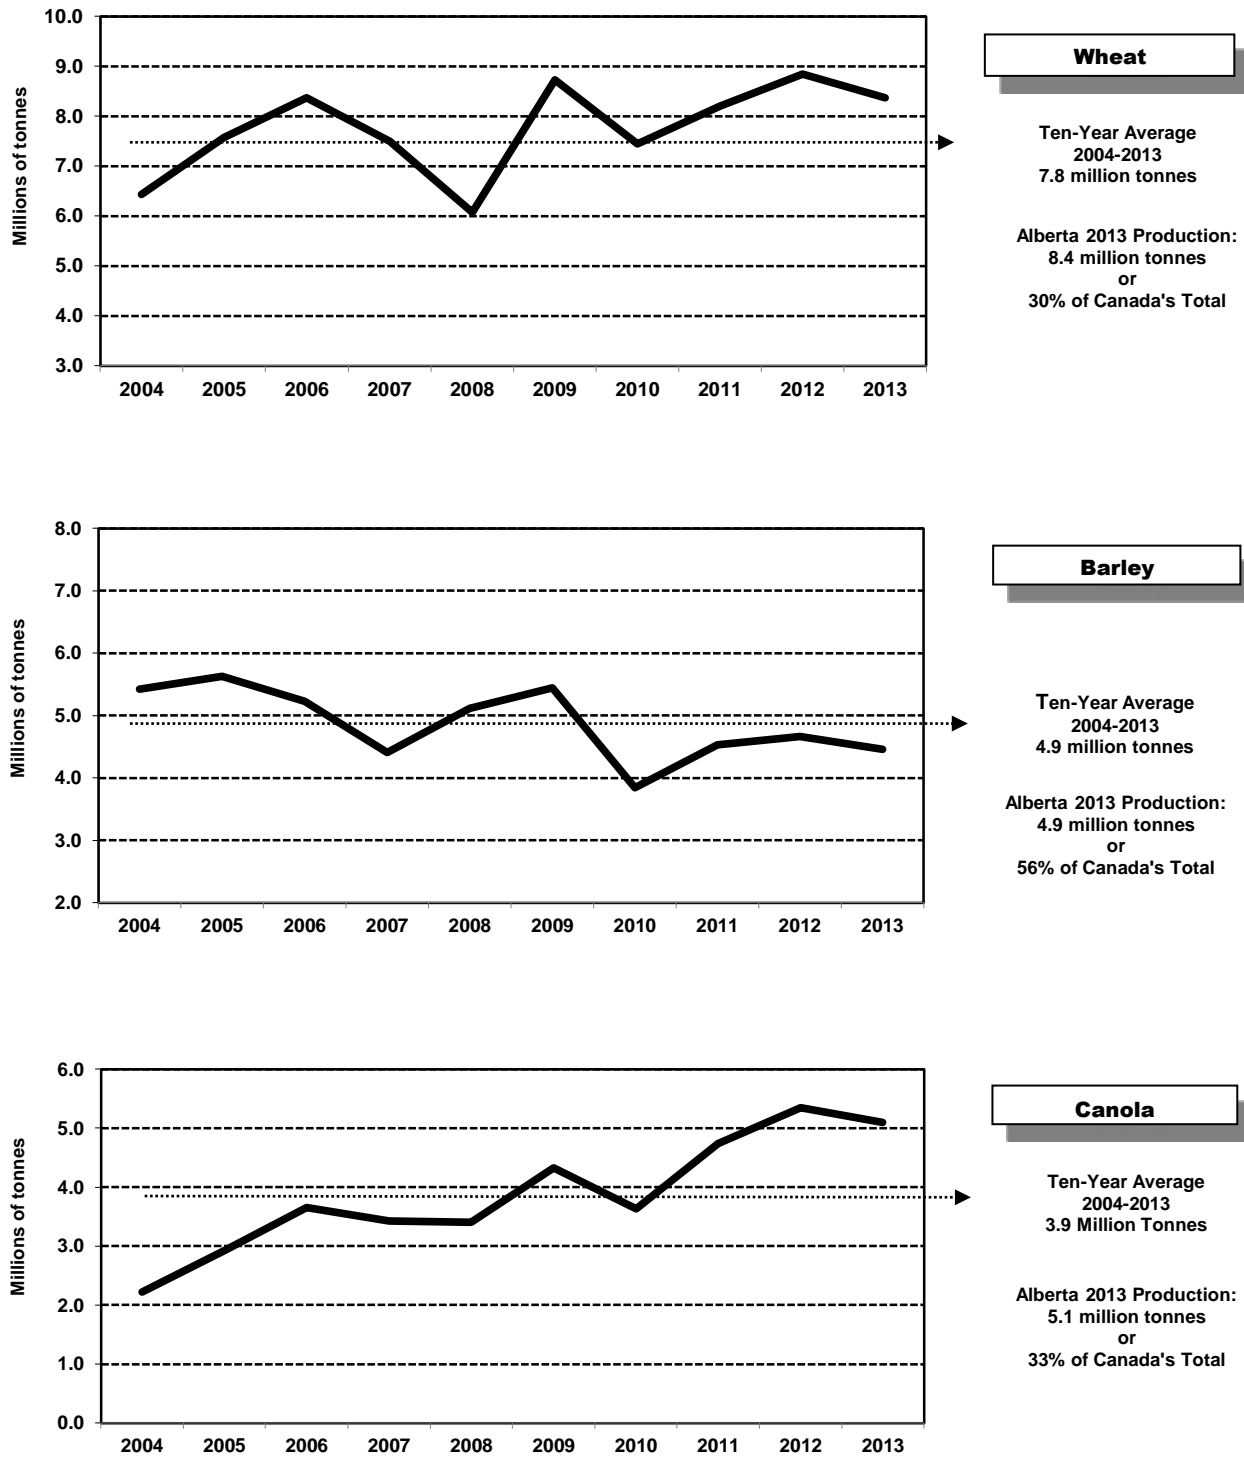 Wheat
Millions of tonnes
10.0
9.0
8.0
7.0
6.0
5.0
4.0
3.0
2004 2005 2006 2007 2008 2009 2010 2011 2012 2013
Ten-Year Average
2004-2013
7.8 million tonnes
Alberta 2013 Production:
8.4 million tonnes
or
30% of Canada's Total
Barley
Millions of tonnes
8.0
7.0
6.0
5.0
4.0
3.0
2.0
2004 2005 2006 2007 2008 2009 2010 2011 2012 2013
Ten-Year Average
2004-2013
4.9 million tonnes
Alberta 2013 Production:
4.9 million tonnes
or
56% of Canada's Total
Canola
Millions of tonnes
6.0
5.0
4.0
3.0
2.0
1.0
0.0
2004 2005 2006 2007 2008 2009 2010 2011 2012 2013
Ten-Year Average
2004-2013
3.9 Million Tonnes
Alberta 2013 Production:
5.1 million tonnes
or
33% of Canada's Total